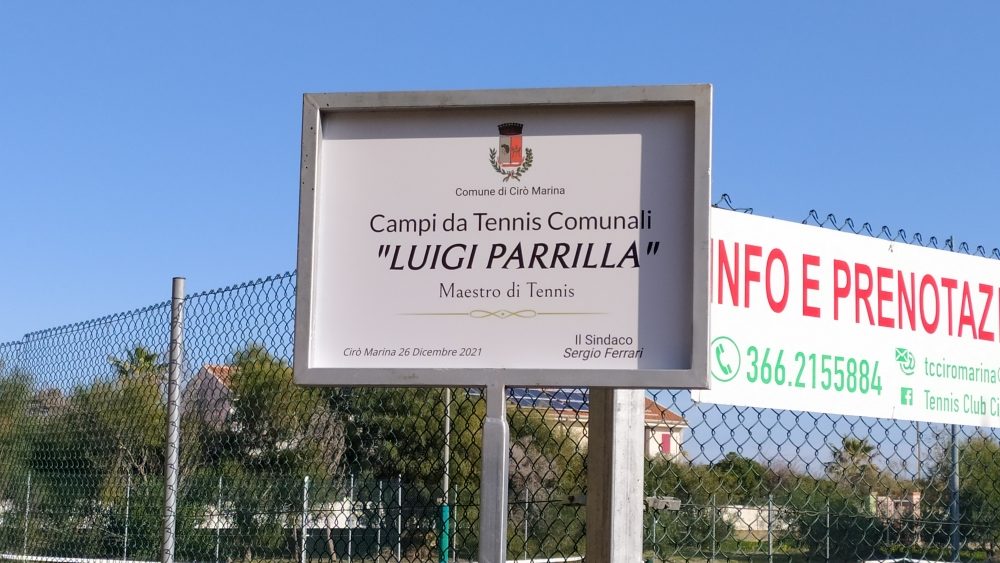 Comune di Cirò Marina
Campi da Tennis Comunali
"LUIGI PARRILLA"
Maestro di Tennis
Il Sindaco
Cirò Marina 26 Dicembre 2021
Sergio Ferrari
INFO E PRENOTAZI
366.2155884
tcciromarina@
Tennis Club Ci